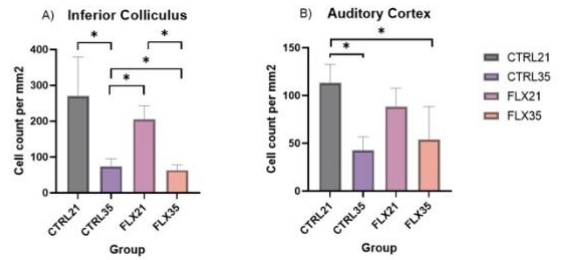 A) Inferior Colliculus
*
*
*
*
400
300
200
100
0
Cell count per mm2
CTRL21
CTRL35
FLX21
FLX35
Group
B) Auditory Cortex
*
*
150
100
50
0
Cell count per mm2
CTRL21
CTRL35
FLX21
FLX35
Group
CTRL21
CTRL35
FLX21
FLX35